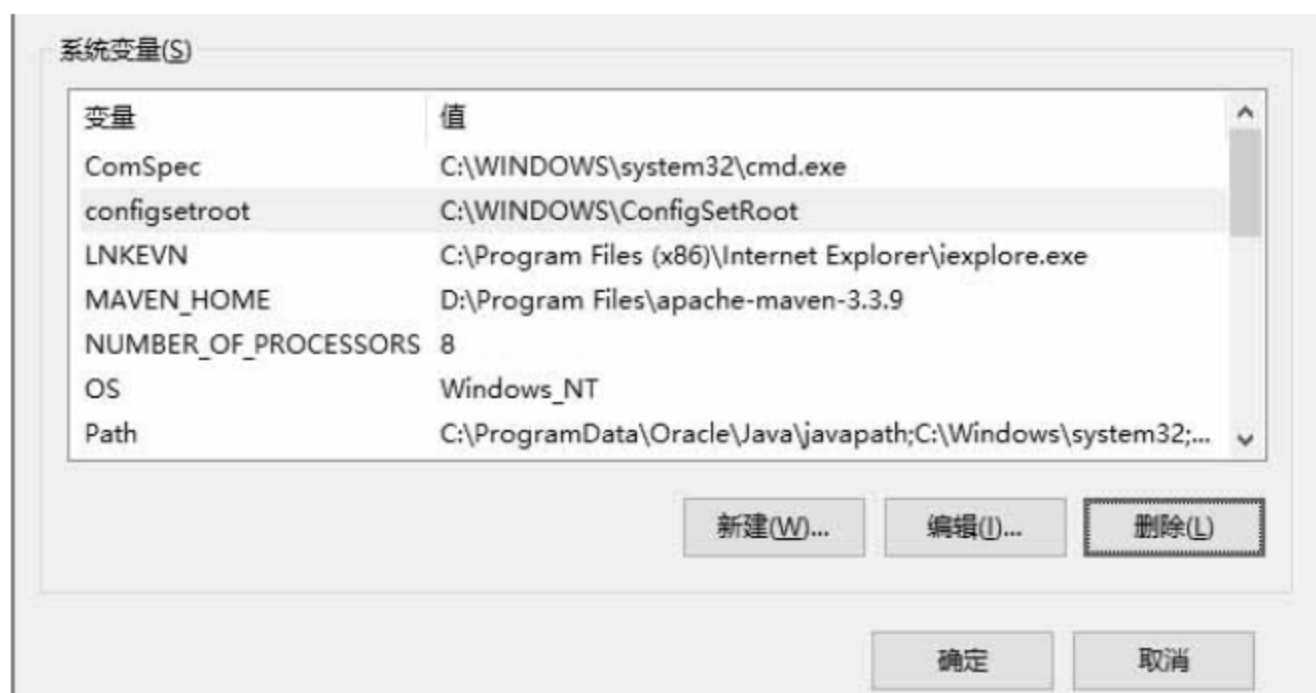 系统变量(S)
变量 值
ComSpec C:\WINDOWS\system32\cmd.exe
configsetroot C:\WINDOWS\ConfigSetRoot
LNKEVN C:\Program Files (x86)\Internet Explorer\iexplore.exe
MAVEN_HOME D:\Program Files\apache-maven-3.3.9
NUMBER_OF_PROCESSORS 8
OS Windows_NT
Path C:\ProgramData\Oracle\Java\javapath;C:\Windows\system32;...
新建(W)... 编辑(I)... 删除(L)
确定 取消